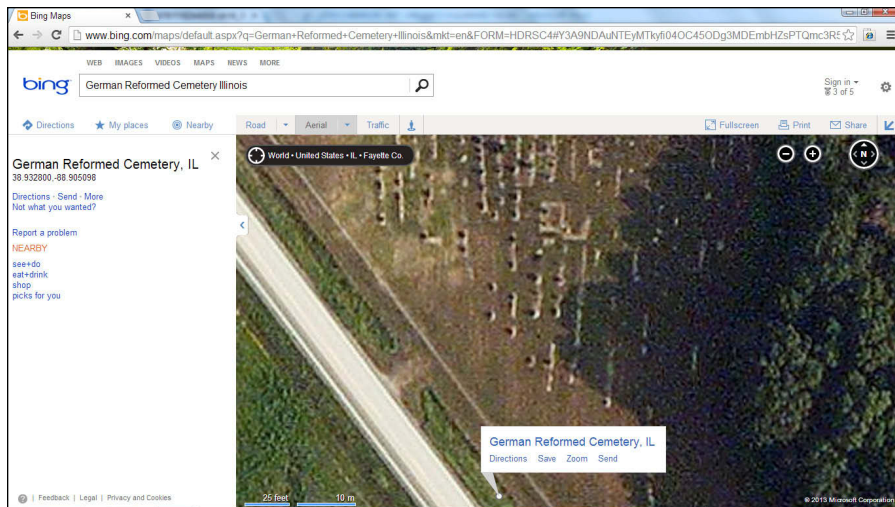 Bing Maps
www.bing.com/maps/default.aspx?q=German+Reformed+Cemetery+Illinois&mkt=en&FORM=HDRSC4#
WEB IMAGES VIDEOS MAPS NEWS MORE
bing
German Reformed Cemetery Illinois
Sign in
3 of 5
Directions My places Nearby Road Aerial Traffic Fullscreen Print Share
German Reformed Cemetery, IL
38.932800,-88.905098
Directions · Send · More
Not what you wanted?
Report a problem
NEARBY
see+do
eat+drink
shop
picks for you
World • United States • IL • Fayette Co.
N
German Reformed Cemetery, IL
Directions Save Zoom Send
25 feet 10 m
© 2013 Microsoft Corporation
Feedback | Legal | Privacy and Cookies